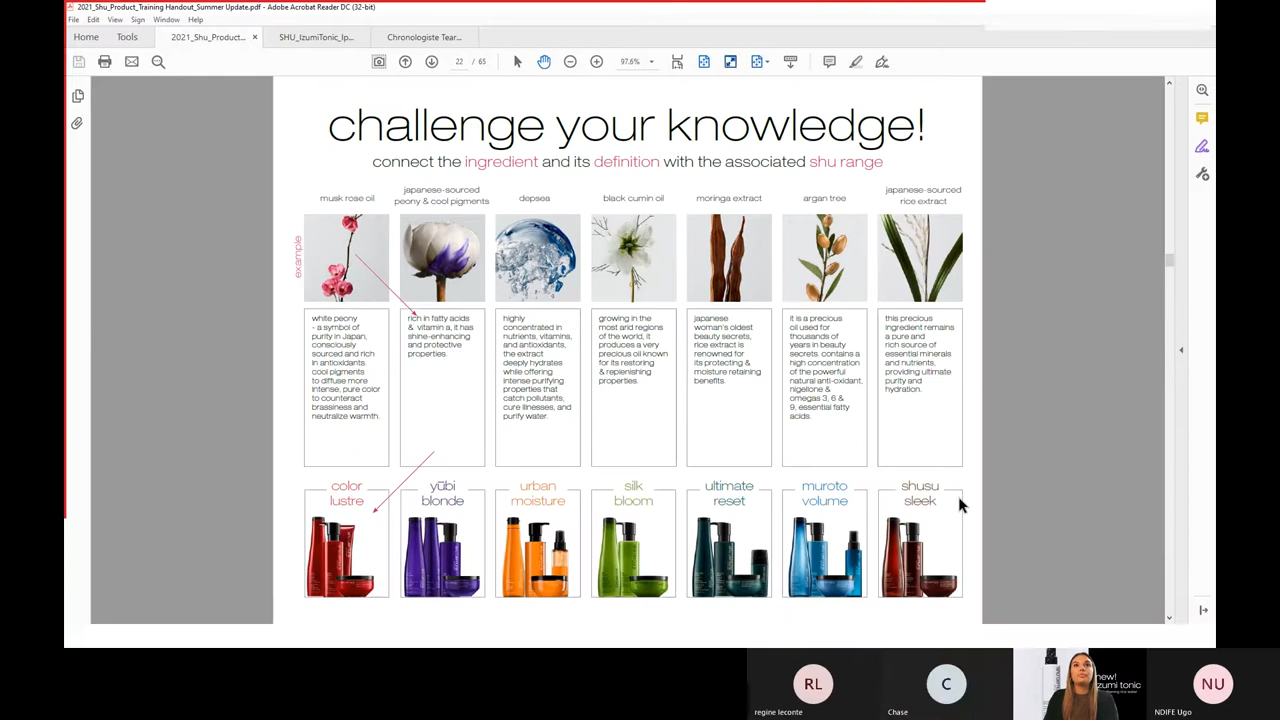 2021_Shu_Product_Training Handout_Summer Update.pdf - Adobe Acrobat Reader DC (32-bit)
File Edit View Sign Window Help
Home Tools 2021_Shu_Product... × SHU_IzumiTonic_Ip... Chronologiste Tear...
22 / 65 97.6%
challenge your knowledge!
connect the ingredient and its definition with the associated shu range
musk rose oil
japanese-sourced
peony & cool pigments
depsea
black cumin oil
moringa extract
argan tree
japanese-sourced
rice extract
example
white peony
- a symbol of
purity in Japan,
consciously
sourced and rich
in antioxidants
cool pigments
to diffuse more
intense, pure color
to counteract
brassiness and
neutralize warmth.
rich in fatty acids
& vitamin a, it has
shine-enhancing
and protective
properties.
highly
concentrated in
nutrients, vitamins,
and antioxidants,
the extract
deeply hydrates
while offering
intense purifying
properties that
catch pollutants,
cure illnesses, and
purify water.
growing in the
most arid regions
of the world, it
produces a very
precious oil known
for its restoring
& replenishing
properties.
japanese
woman's oldest
beauty secrets,
rice extract is
renowned for
its protecting &
moisture retaining
benefits.
it is a precious
oil used for
thousands of
years in beauty
secrets. contains a
high concentration
of the powerful
natural anti-oxidant,
nigellone &
omegas 3, 6 &
9, essential fatty
acids.
this precious
ingredient remains
a pure and
rich source of
essential minerals
and nutrients,
providing ultimate
purity and
hydration.
color
lustre
yūbi
blonde
urban
moisture
silk
bloom
ultimate
reset
muroto
volume
shusu
sleek
RL
regine leconte
C
Chase
new!
izumi tonic
NU
NDIFE Ugo